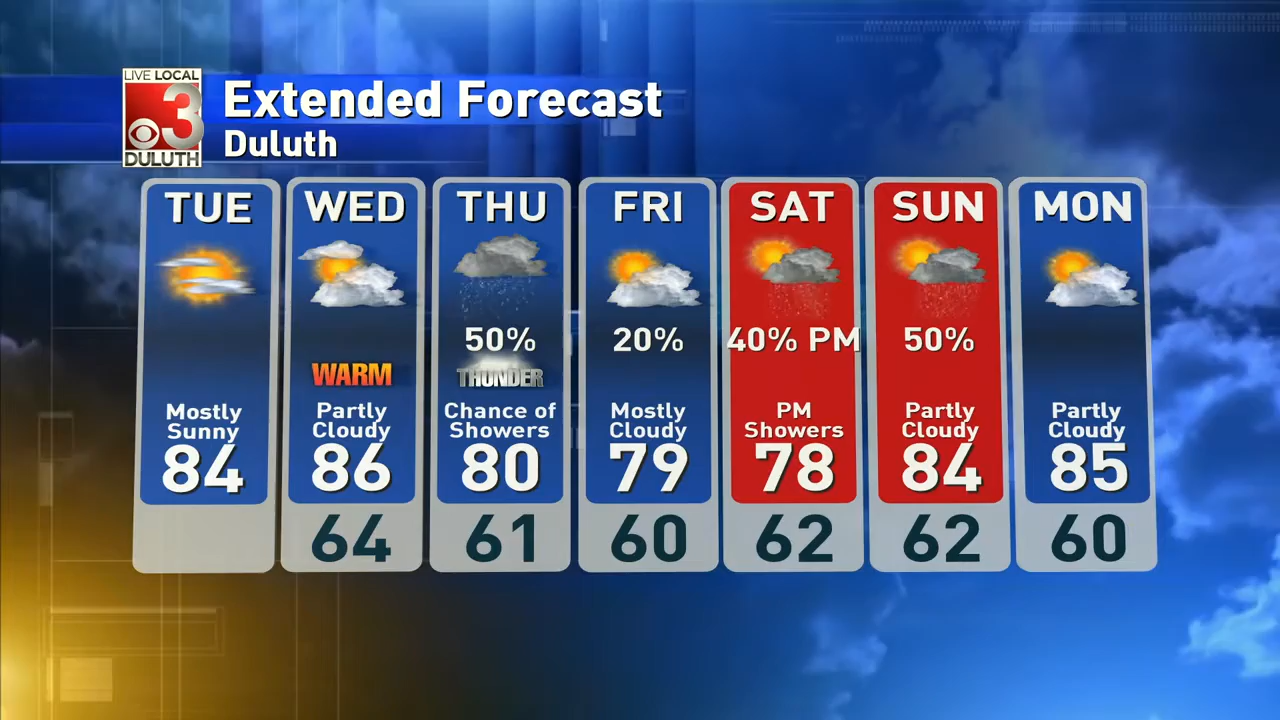 LIVE LOCAL
3
DULUTH
Extended Forecast
Duluth
TUE
Mostly
Sunny
84
WED
WARM
Partly
Cloudy
86
64
THU
50%
THUNDER
Chance of
Showers
80
61
FRI
20%
Mostly
Cloudy
79
60
SAT
40% PM
PM
Showers
78
62
SUN
50%
Partly
Cloudy
84
62
MON
Partly
Cloudy
85
60